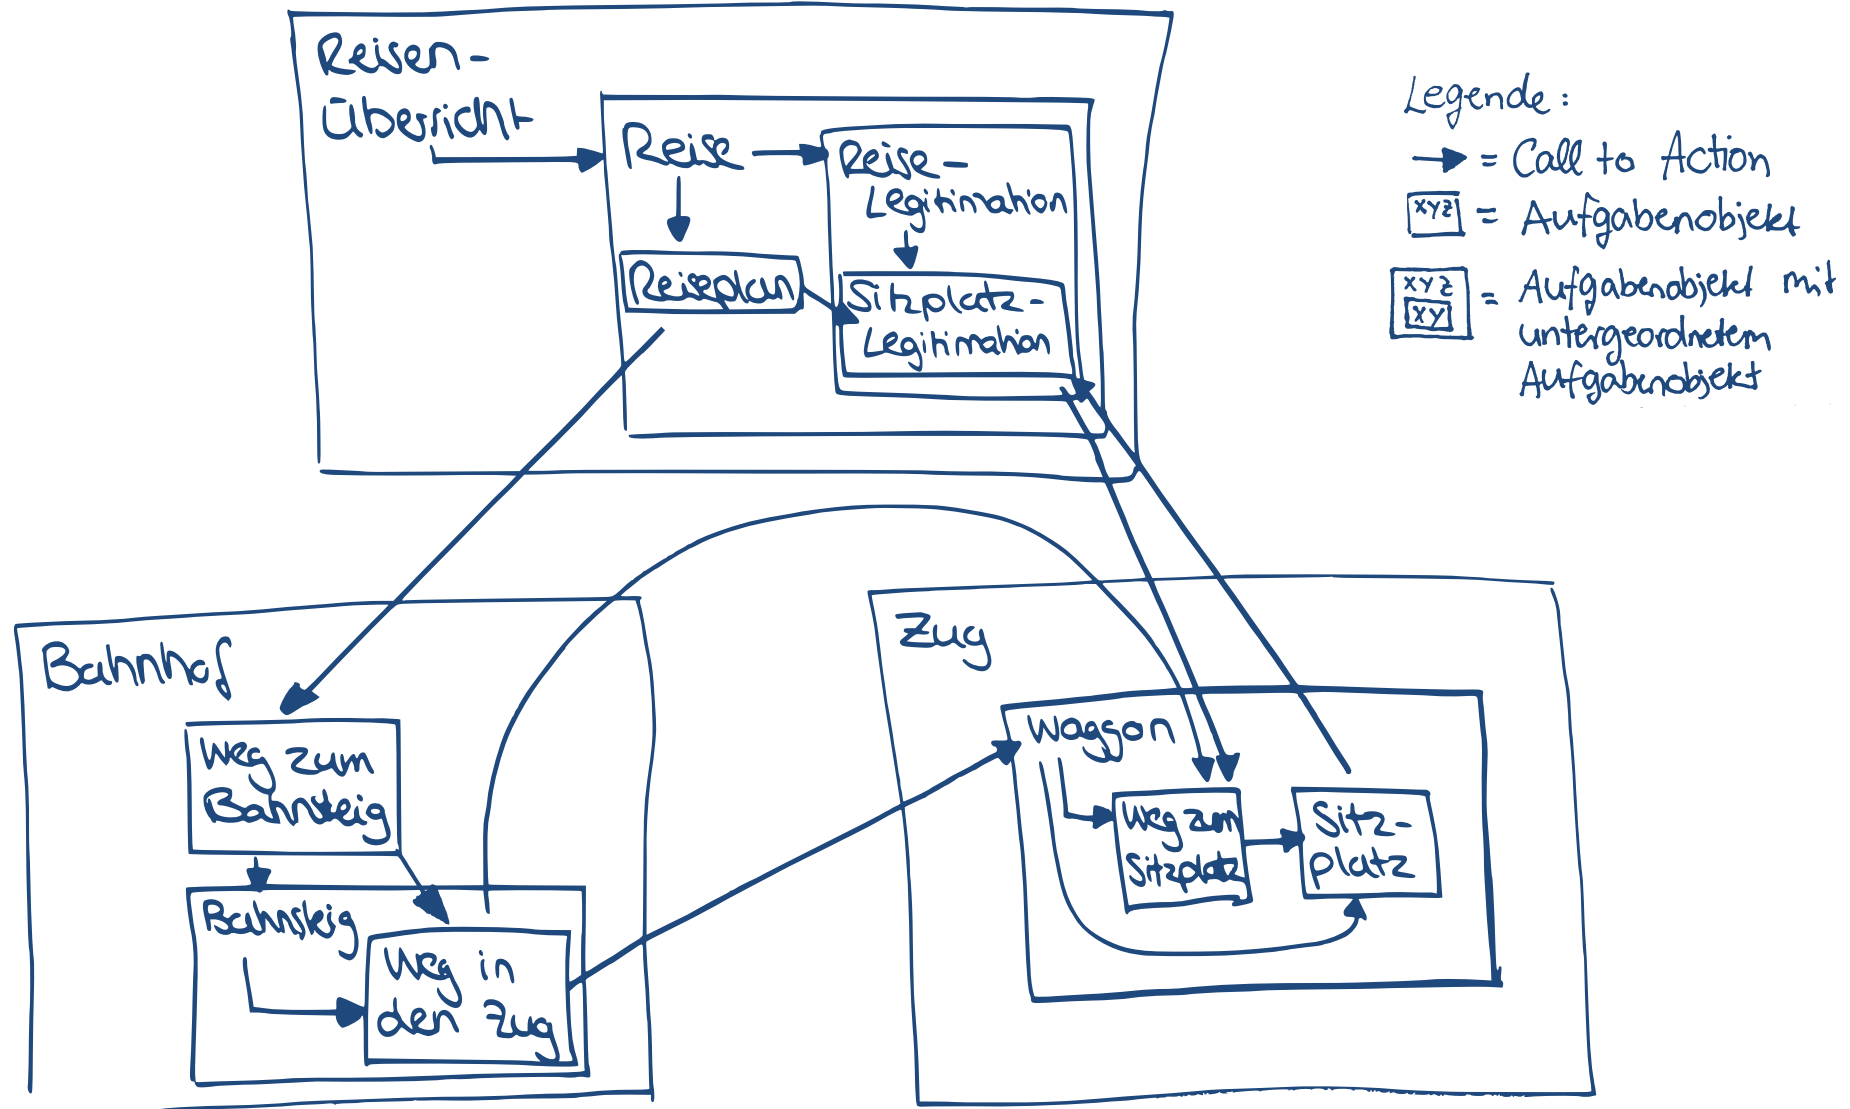 Reisen-
übersicht
Reise
Reise-
Legitimation
Reiseplan
Sitzplatz-
Legitimation
Legende:
= Call to Action
xyz = Aufgabenobjekt
xyz
xy
= Aufgabenobjekt mit
untergeordnetem
Aufgabenobjekt
Bahnhof
Weg zum
Bahnsteig
Bahnsteig
Weg in
den Zug
Zug
Waggon
Weg zum
Sitzplatz
Sitz-
platz